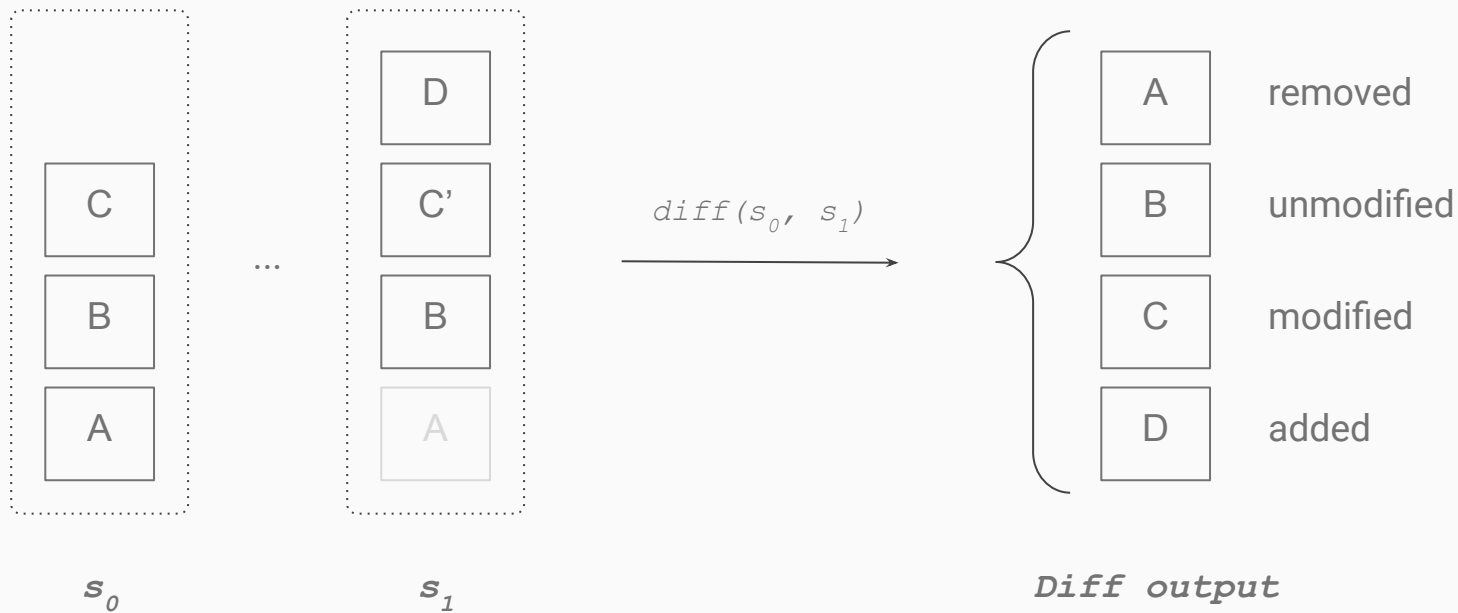 C
B
A
s0
...
D
C’
B
A
s1
diff(s0, s1)
A removed
B unmodified
C modified
D added
Diff output